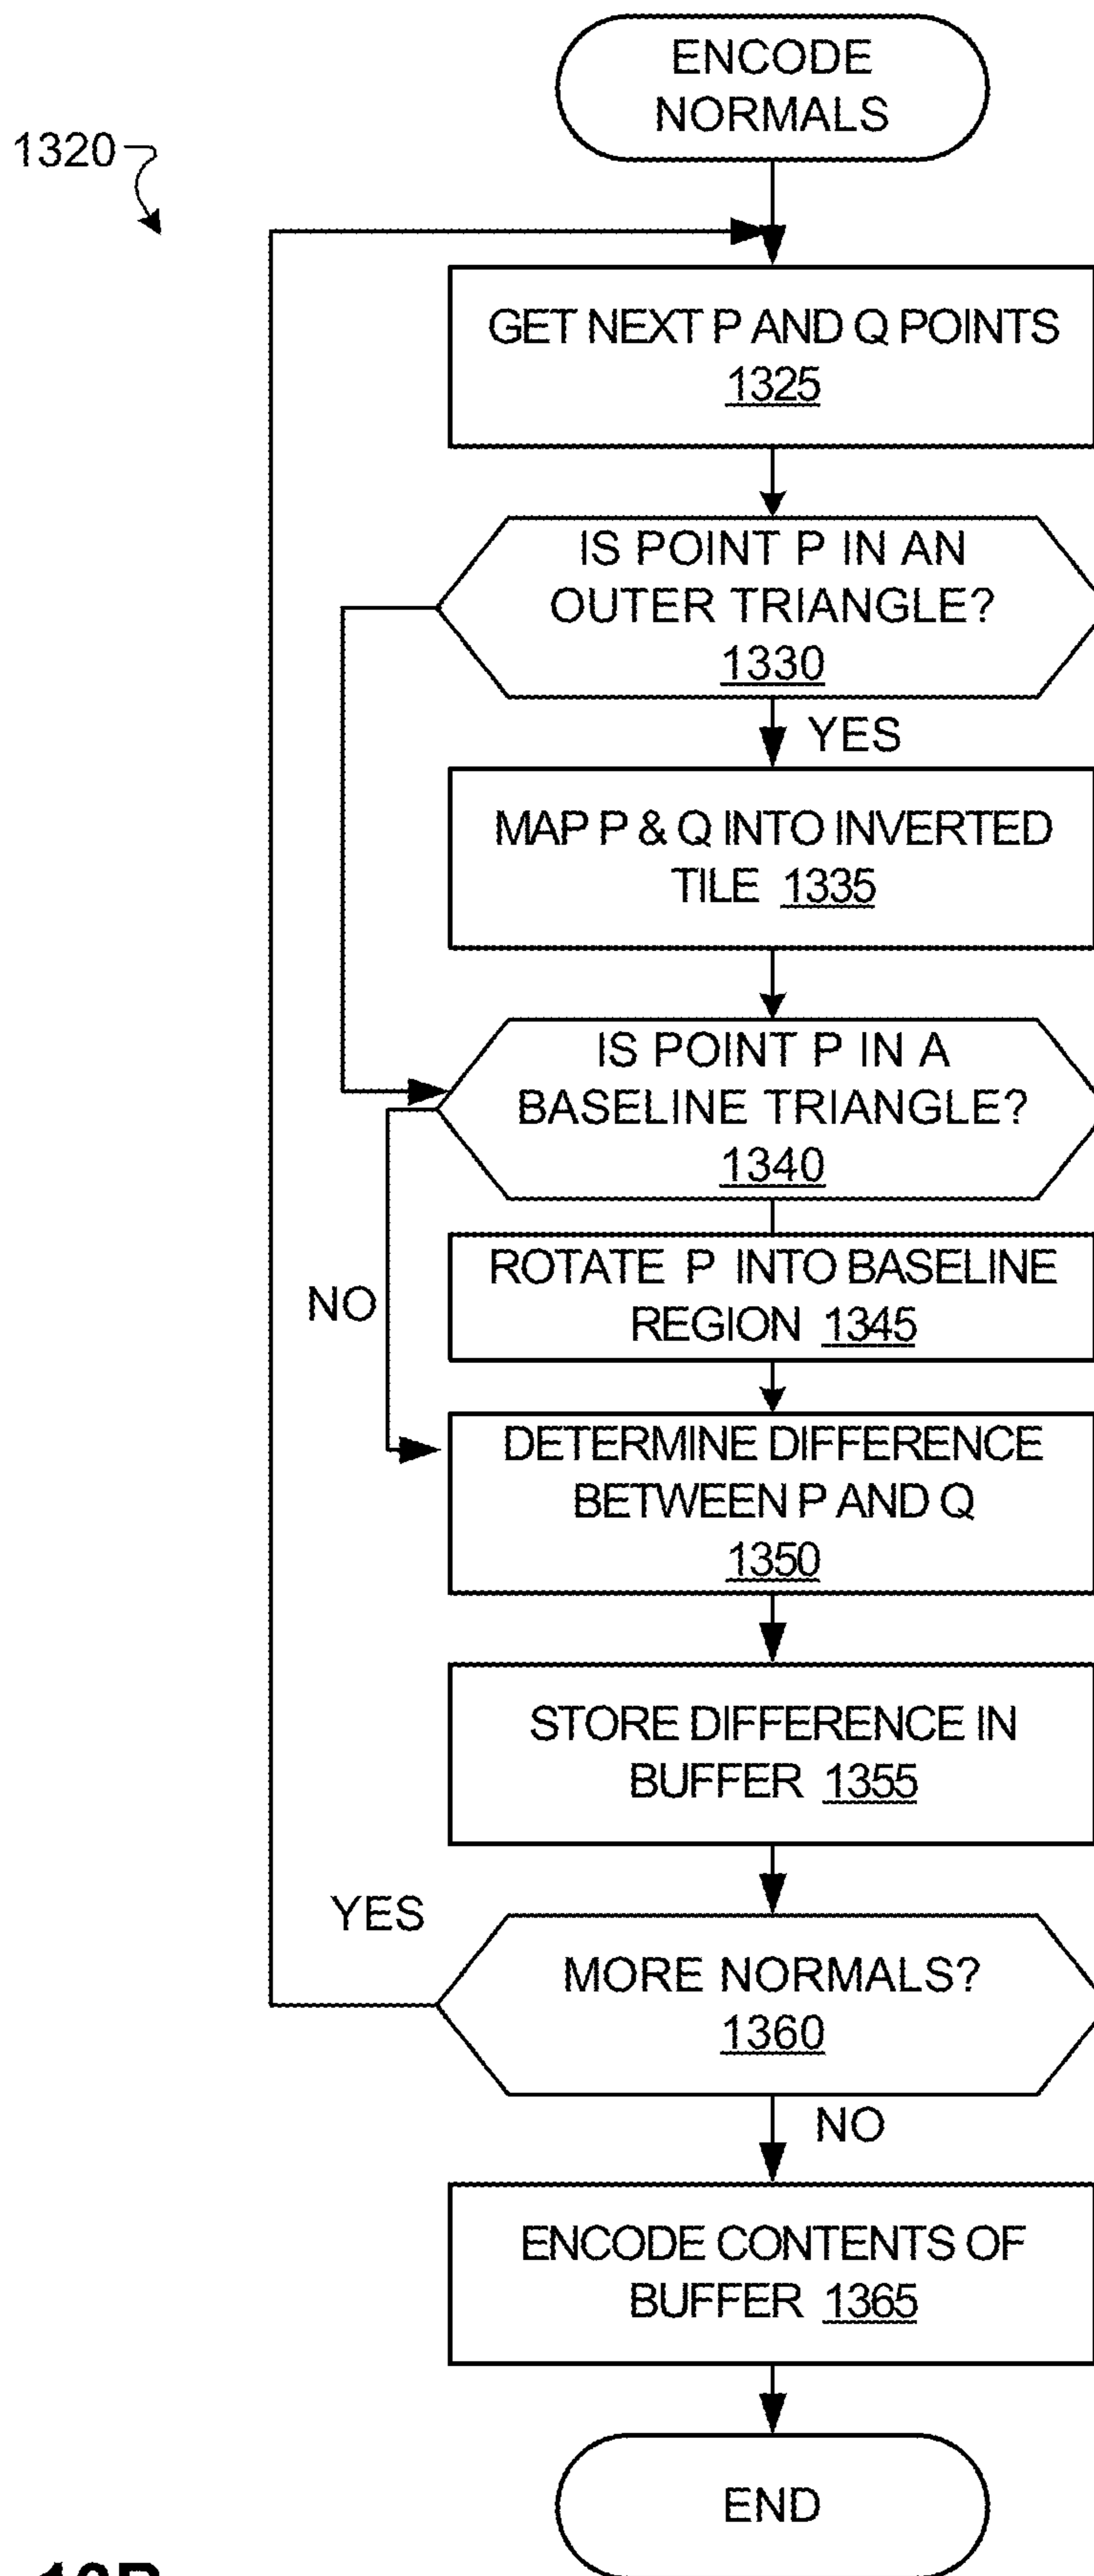 ENCODE
NORMALS
1320
GET NEXT P AND Q POINTS
1325
IS POINT P IN AN
OUTER TRIANGLE?
1330
YES
MAP P & Q INTO INVERTED
TILE 1335
IS POINT P IN A
BASELINE TRIANGLE?
1340
ROTATE P INTO BASELINE
REGION 1345
NO
DETERMINE DIFFERENCE
BETWEEN P AND Q
1350
STORE DIFFERENCE IN
BUFFER 1355
YES
MORE NORMALS?
1360
NO
ENCODE CONTENTS OF
BUFFER 1365
END